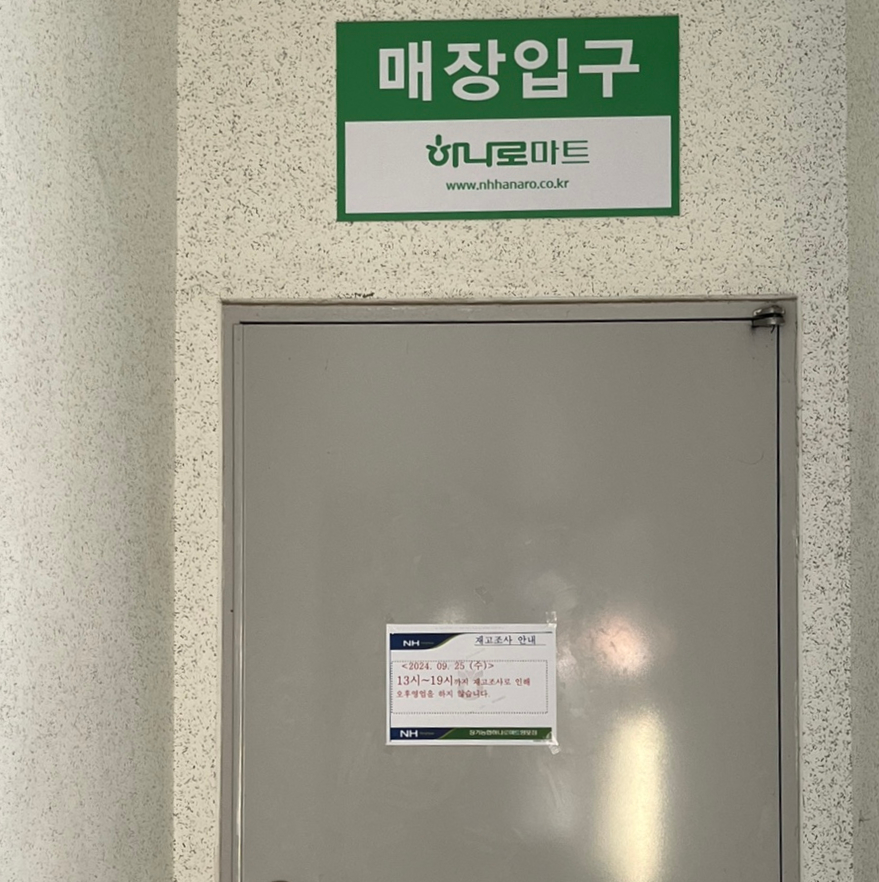 매장입구
하나로마트
www.nhhanaro.co.kr
NH
재고조사 안내
<2024. 09. 25 (수)>
13시~19시까지 재고조사로 인해
오후영업을 하지 않습니다.
NH